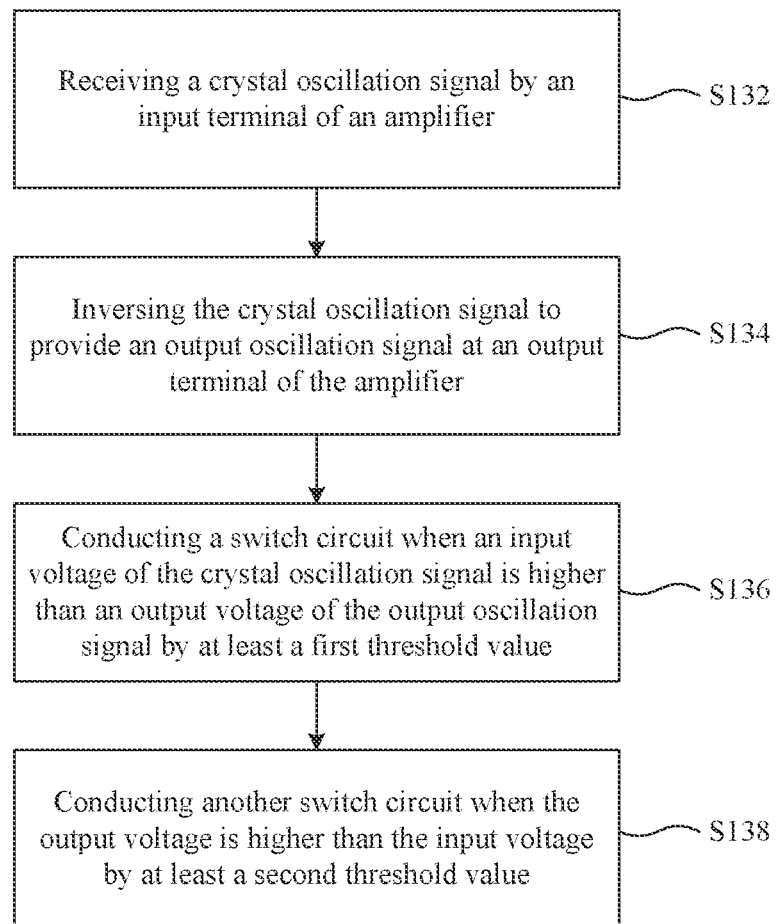 Receiving a crystal oscillation signal by an
input terminal of an amplifier
S132
Inversing the crystal oscillation signal to
provide an output oscillation signal at an output
terminal of the amplifier
S134
Conducting a switch circuit when an input
voltage of the crystal oscillation signal is higher
than an output voltage of the output oscillation
signal by at least a first threshold value
S136
Conducting another switch circuit when the
output voltage is higher than the input voltage
by at least a second threshold value
S138